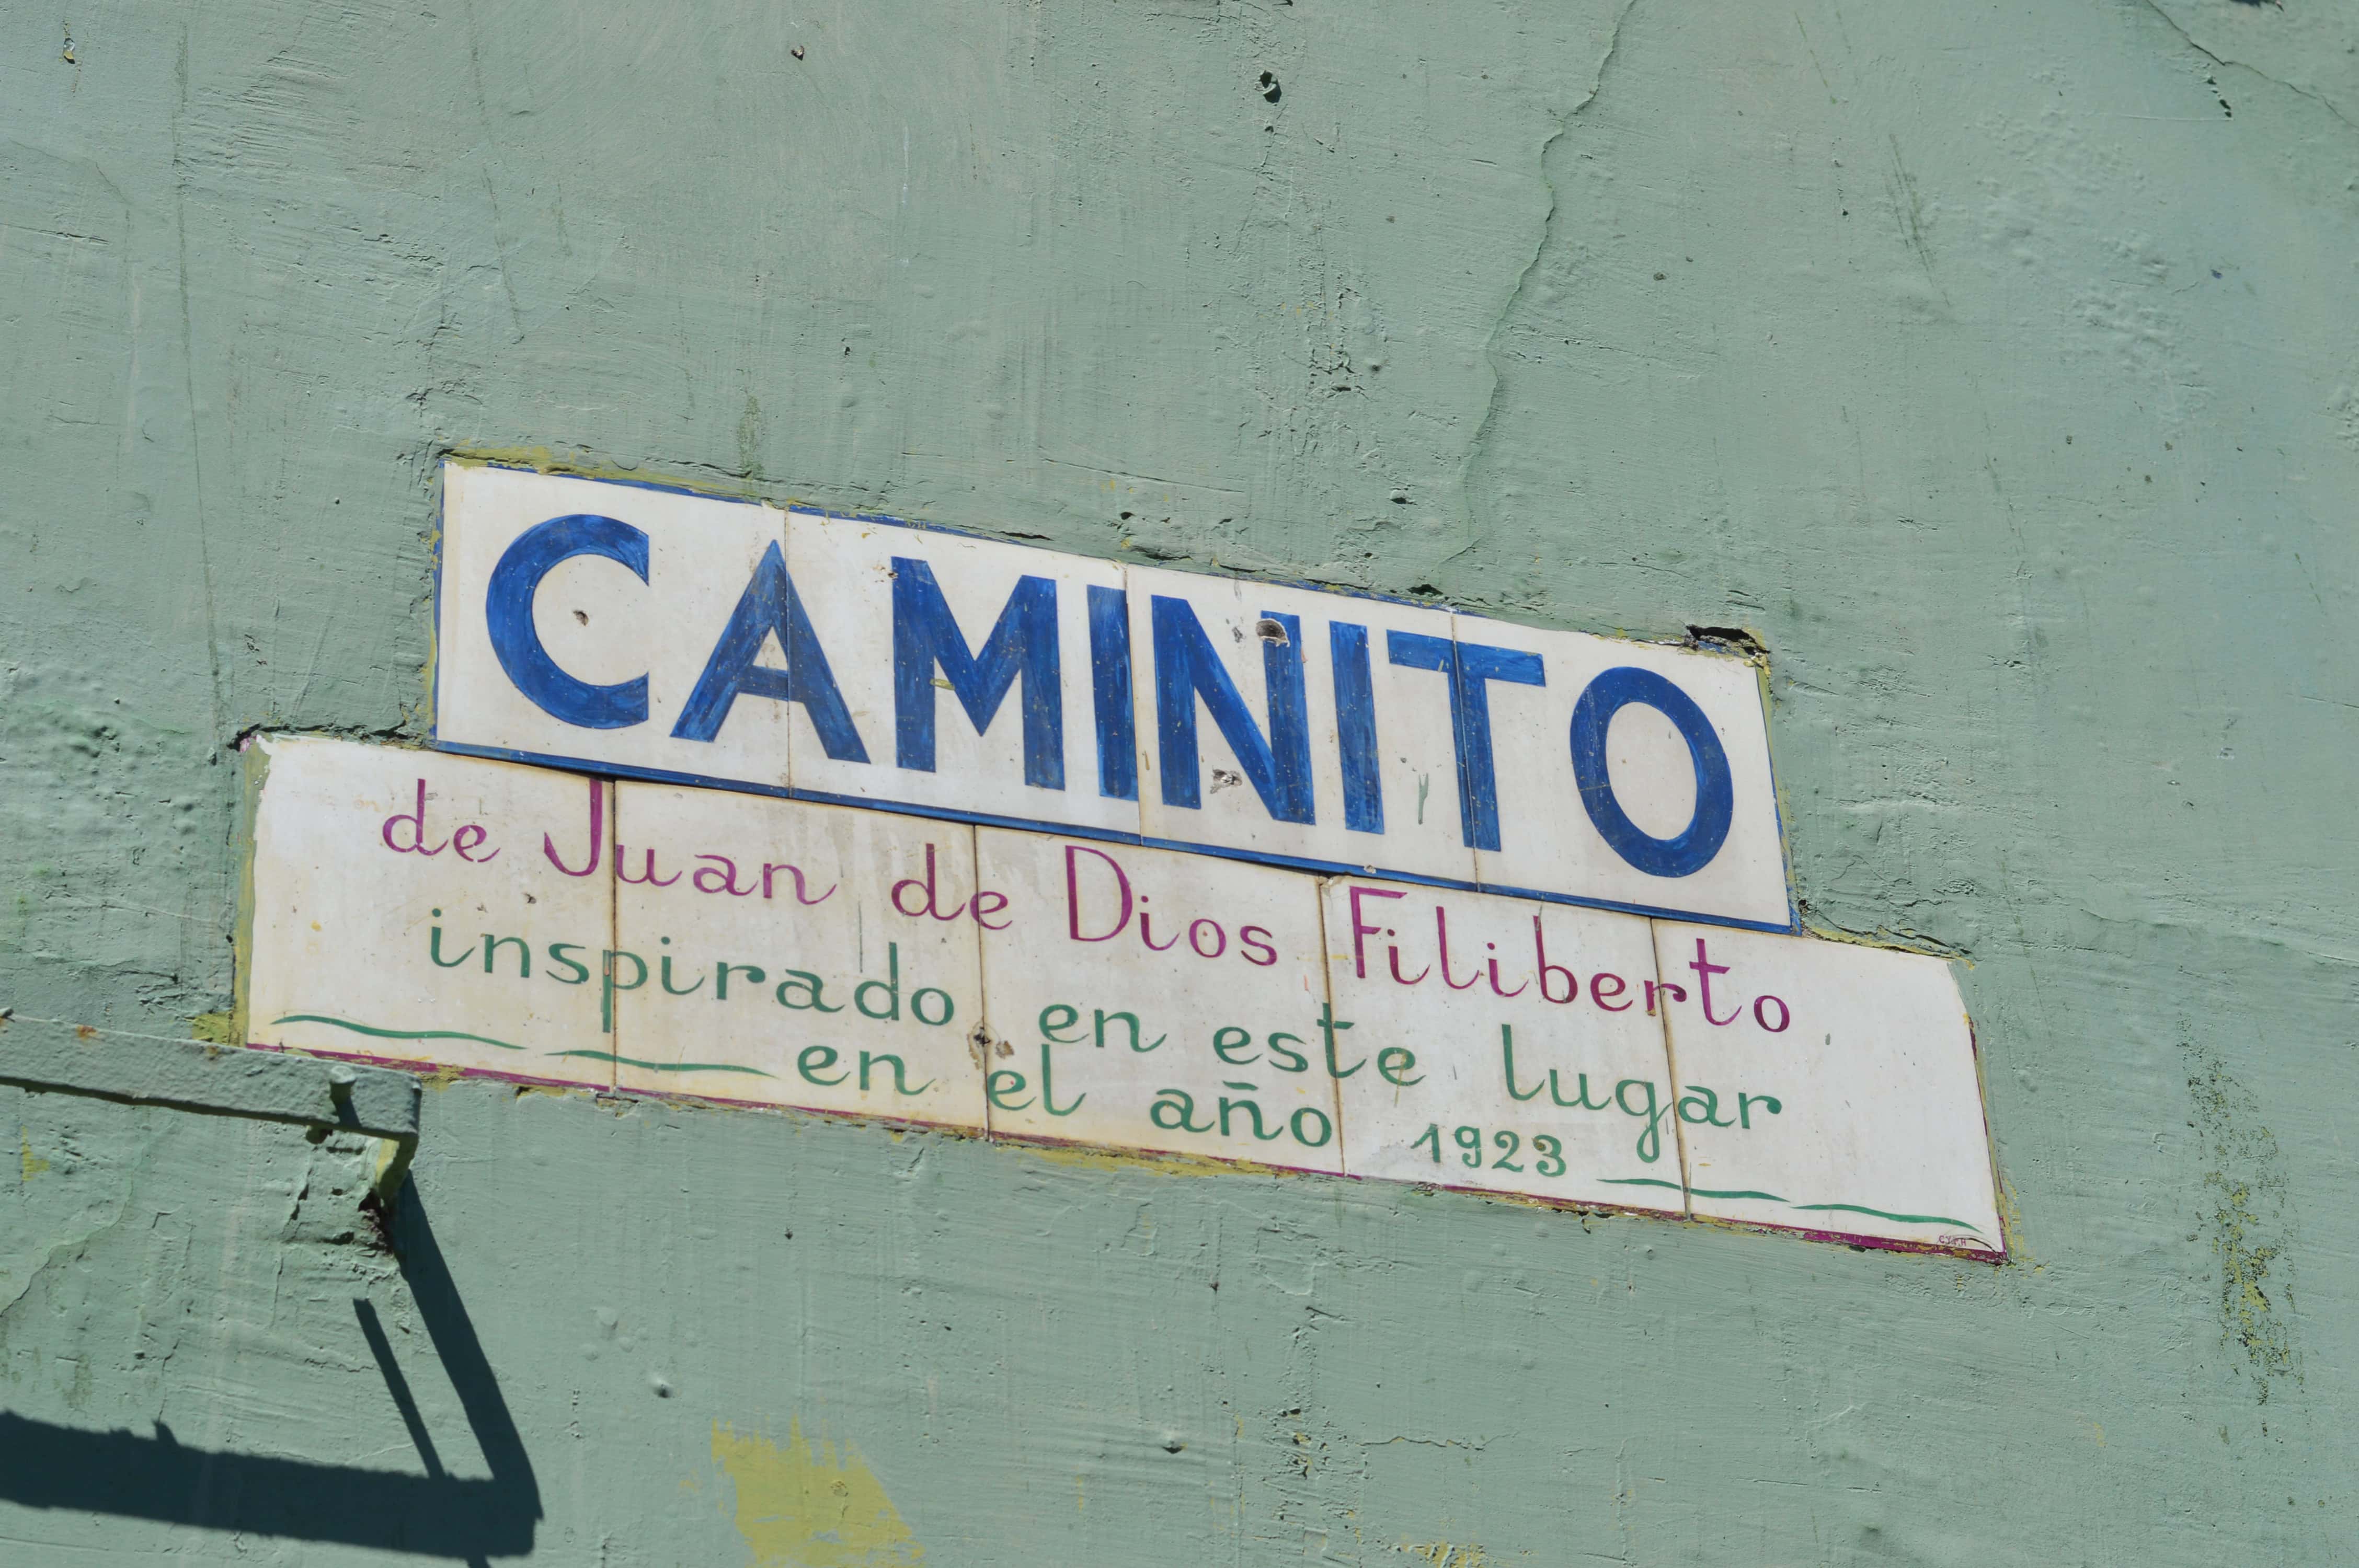 CAMINITO
de Juan de Dios Filiberto
inspirado en este lugar
en el año 1923